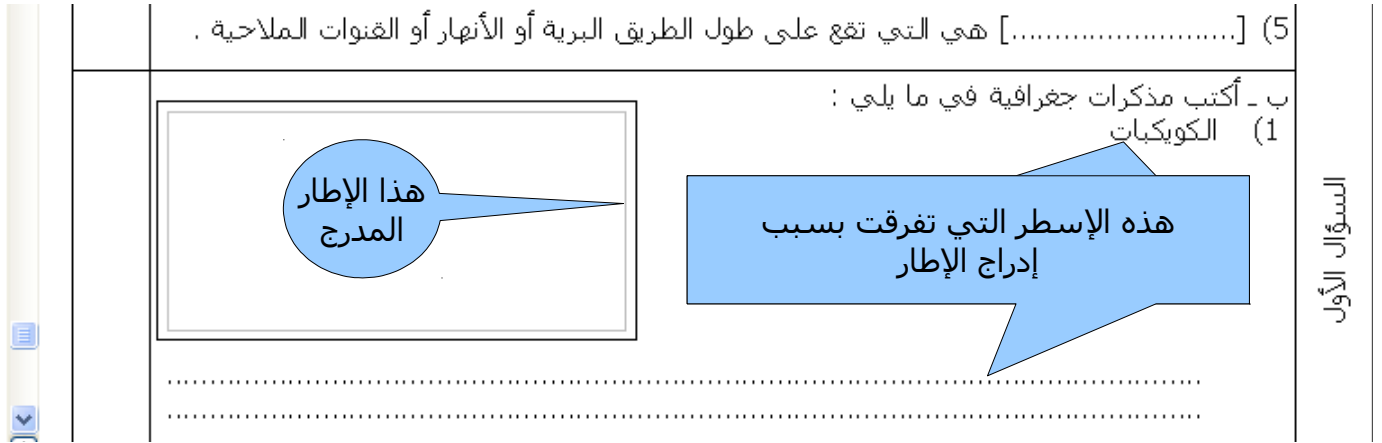 5) [...........................] هي التي تقع على طول الطريق البرية أو الأنهار أو القنوات الملاحية .
ب ـ أكتب مذكرات جغرافية في ما يلي :
1) الكويكبات
هذا الإطار
المدرج
هذه الإسطر التي تفرقت بسبب
إدراج الإطار
السؤال الأول
................................................................................................
................................................................................................